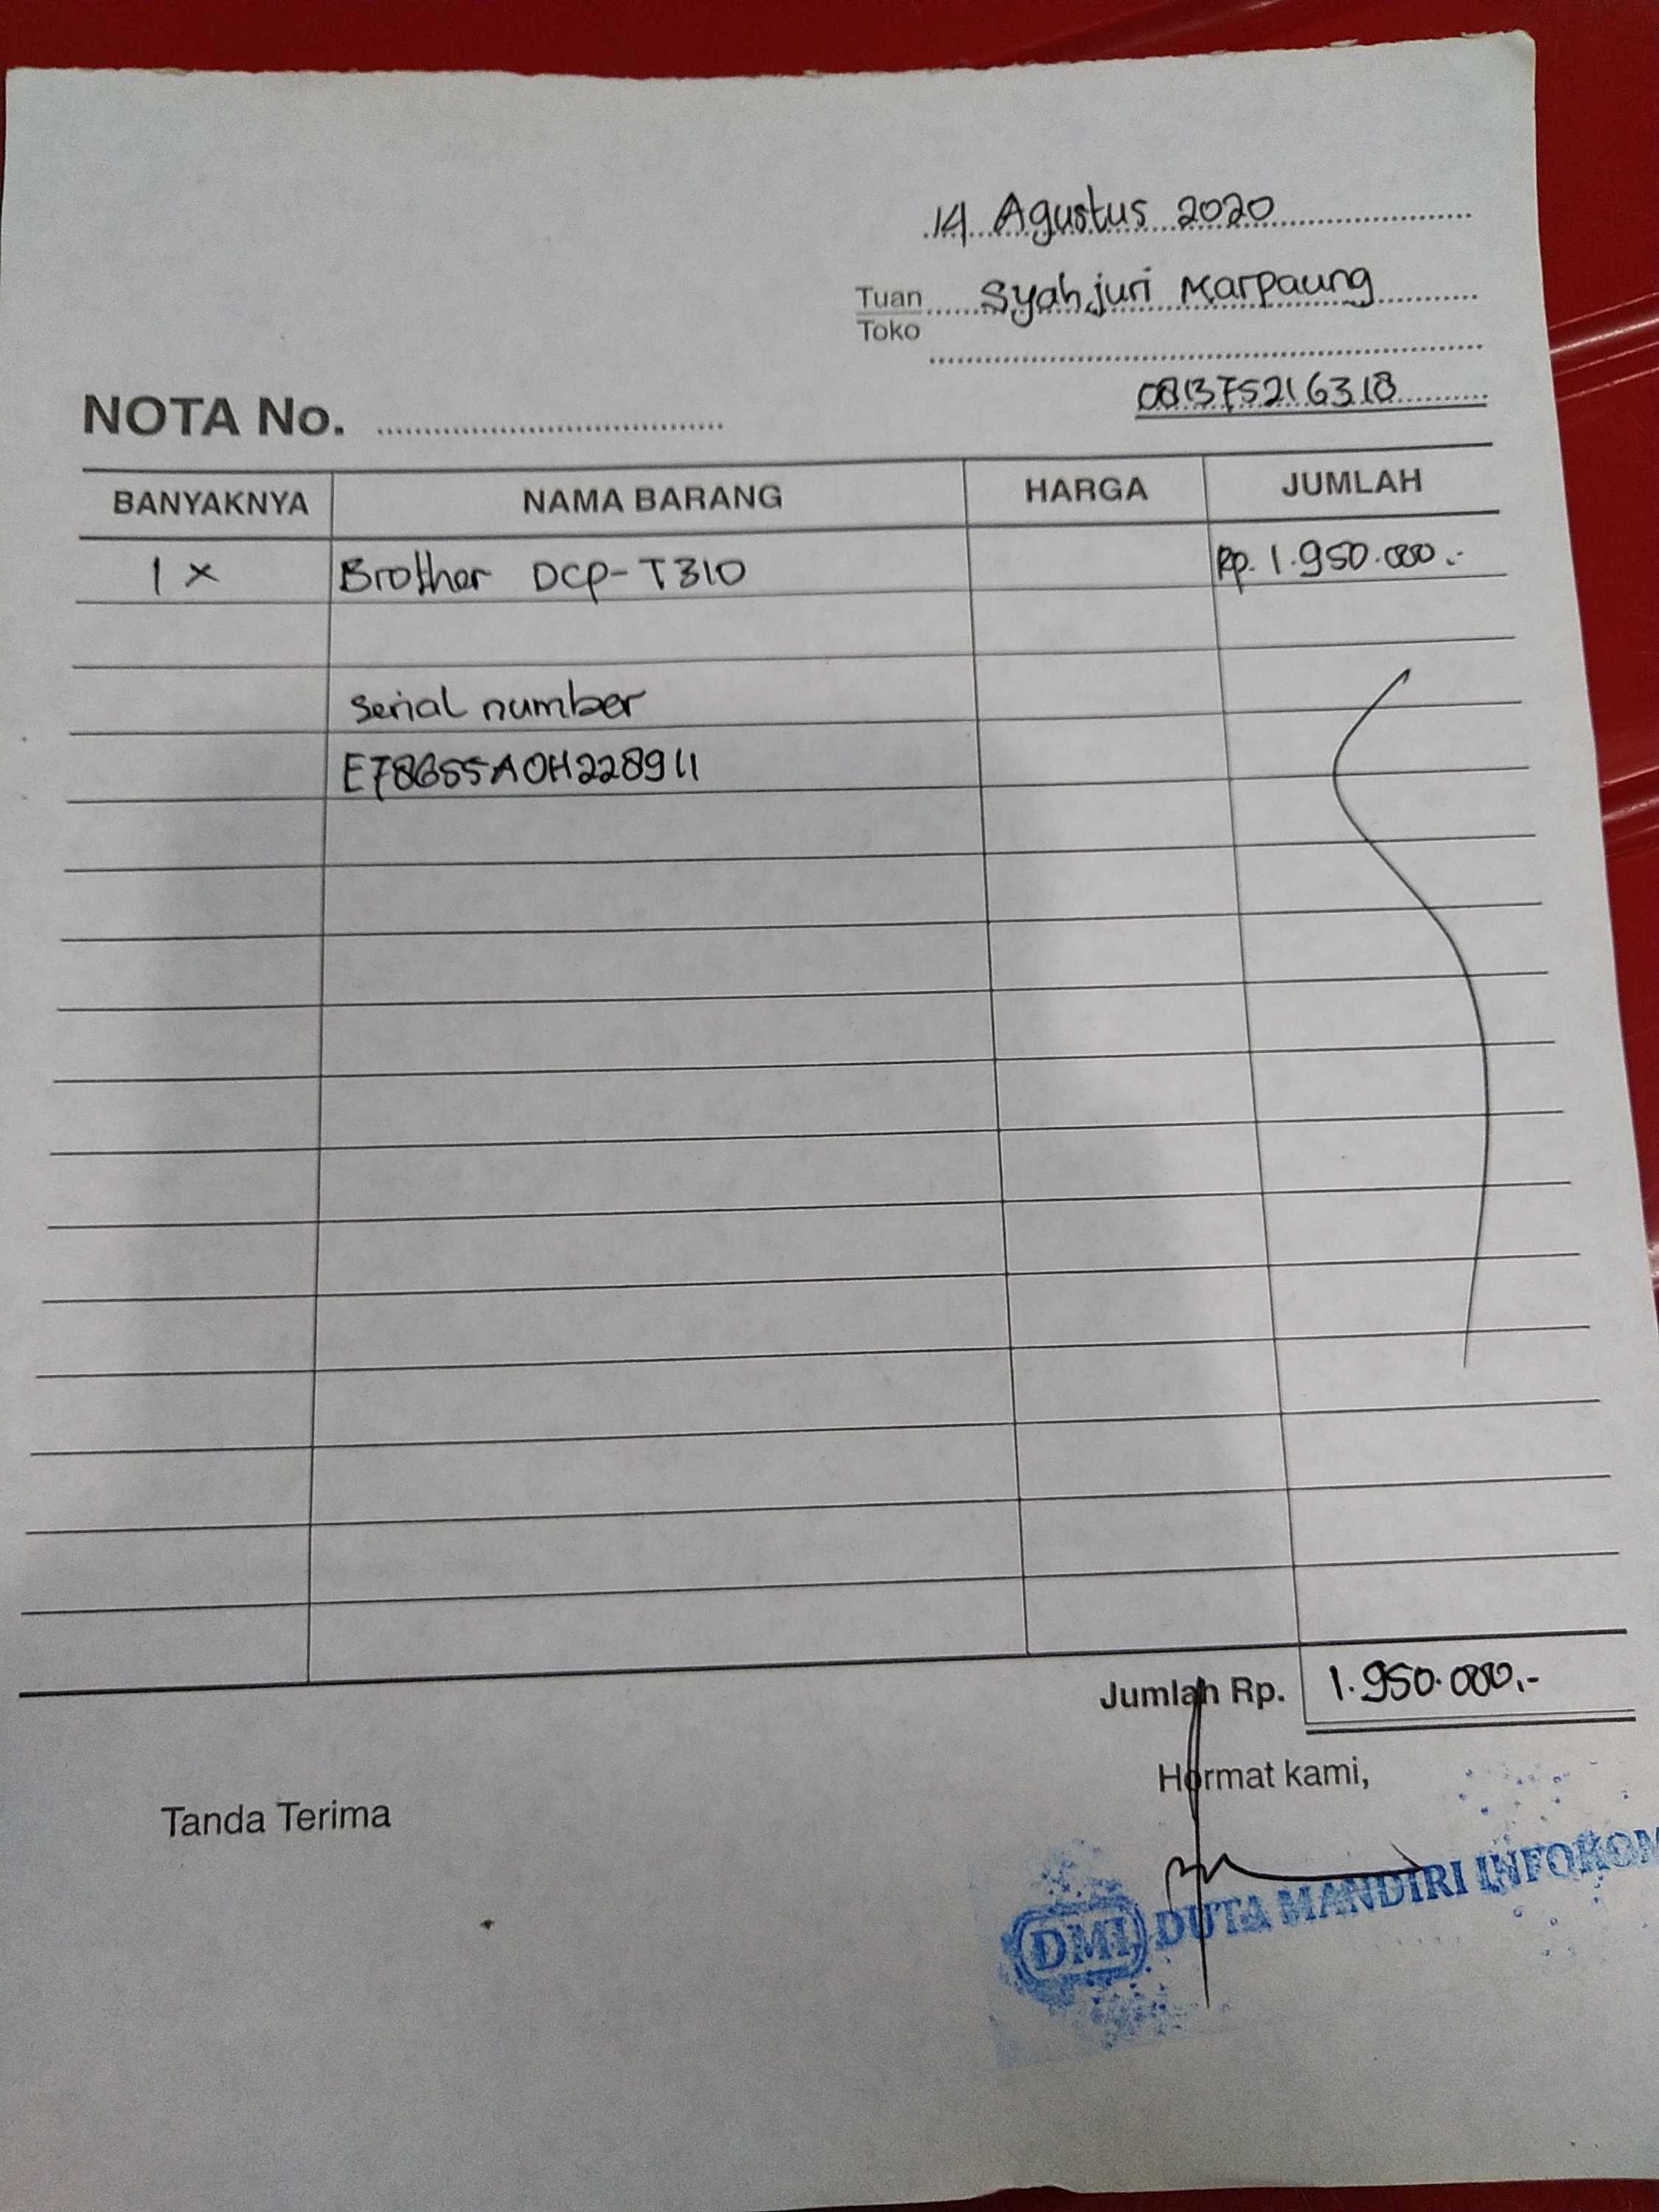 14 Agustus 2020
Tuan Syahjuri Marpaung
Toko
081375216318
NOTA No.
BANYAKNYA NAMA BARANG HARGA JUMLAH
1 x Brother DCP-T310 Rp. 1.950.000.-
Serial number
E78655A0H228911
Jumlah Rp. 1.950.000,-
Hormat kami,
Tanda Terima
DMI DUTA MANDIRI INFOKOM